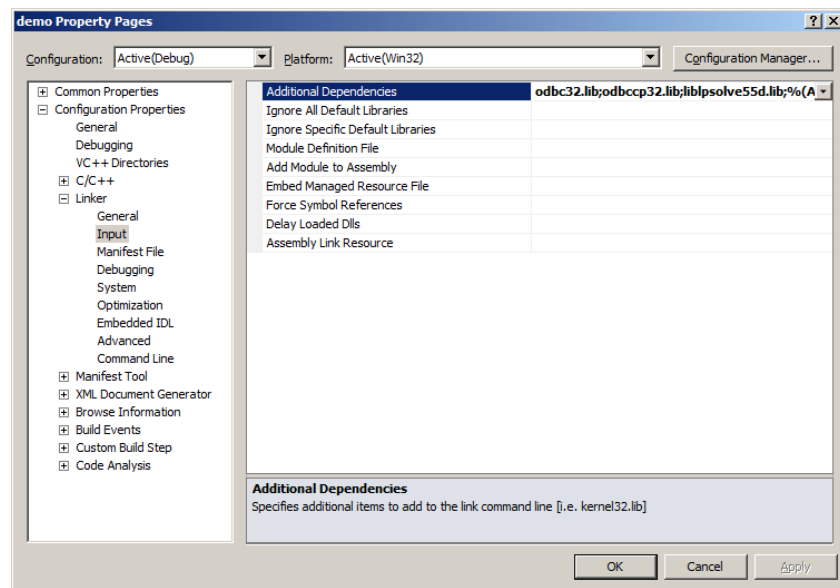 demo Property Pages
Configuration: Active(Debug) Platform: Active(Win32) Configuration Manager...
Common Properties
Configuration Properties
General
Debugging
VC++ Directories
C/C++
Linker
General
Input
Manifest File
Debugging
System
Optimization
Embedded IDL
Advanced
Command Line
Manifest Tool
XML Document Generator
Browse Information
Build Events
Custom Build Step
Code Analysis
Additional Dependencies odbc32.lib;odbccp32.lib;liblpsolve55d.lib;%(A
Ignore All Default Libraries
Ignore Specific Default Libraries
Module Definition File
Add Module to Assembly
Embed Managed Resource File
Force Symbol References
Delay Loaded Dlls
Assembly Link Resource
Additional Dependencies
Specifies additional items to add to the link command line [i.e. kernel32.lib]
OK Cancel Apply